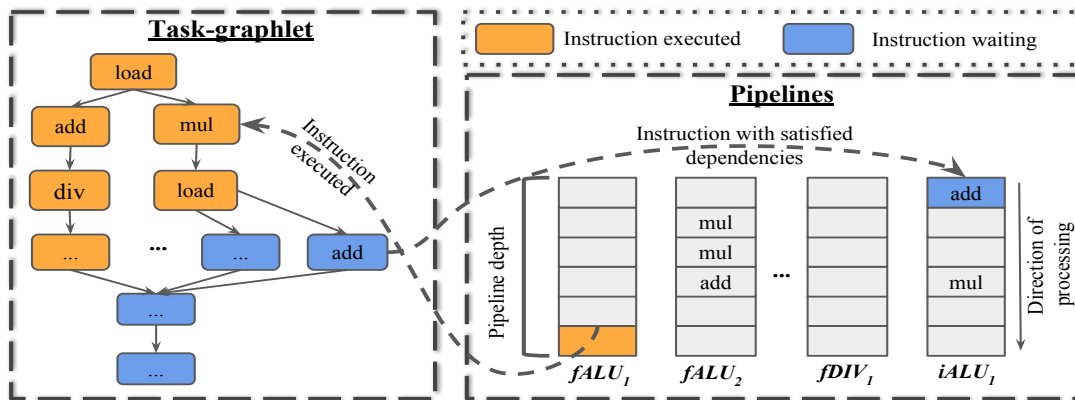 Task-graphlet
load
add
mul
div
load
...
...
...
add
...
...
Instruction
executed
Instruction executed
Instruction waiting
Pipelines
Instruction with satisfied
dependencies
Pipeline depth
mul
mul
add
...
add
mul
Direction of
processing
fALU1
fALU2
fDIV1
iALU1